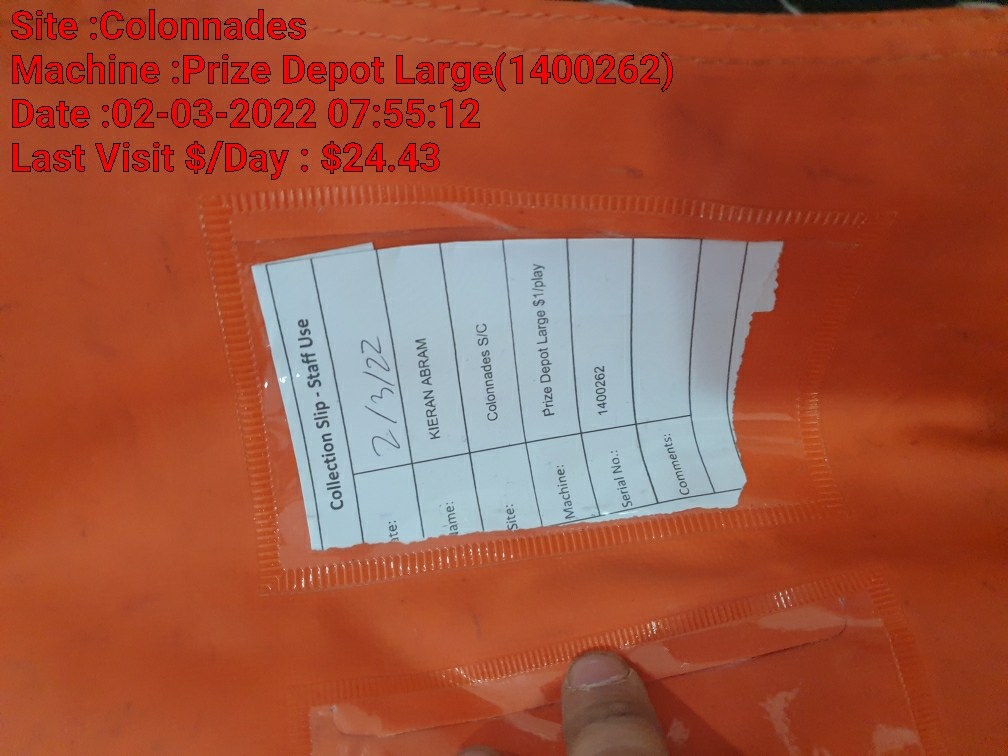 Site :Colonnades
Machine :Prize Depot Large(1400262)
Date :02-03-2022 07:55:12
Last Visit $/Day : $24.43
Collection Slip - Staff Use
ate: 2/3/22
lame: KIERAN ABRAM
Site: Colonnades S/C
Machine: Prize Depot Large $1/play
Serial No.: 1400262
Comments: